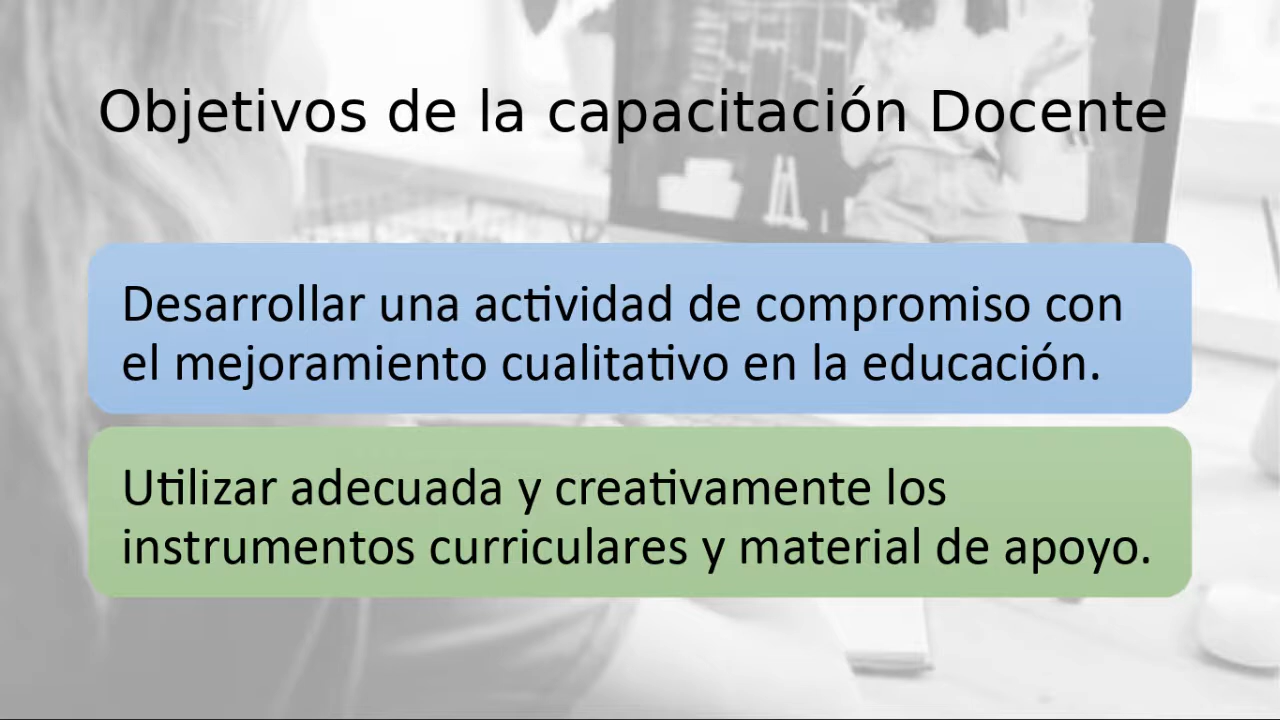 Objetivos de la capacitación Docente
Desarrollar una actividad de compromiso con
el mejoramiento cualitativo en la educación.
Utilizar adecuada y creativamente los
instrumentos curriculares y material de apoyo.